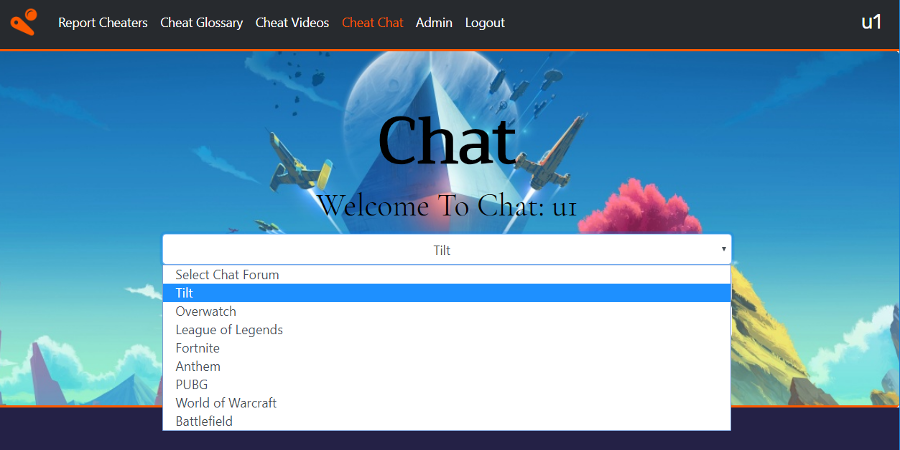 Report Cheaters Cheat Glossary Cheat Videos Cheat Chat Admin Logout u1
Chat
Welcome To Chat: u1
Tilt
Select Chat Forum
Tilt
Overwatch
League of Legends
Fortnite
Anthem
PUBG
World of Warcraft
Battlefield